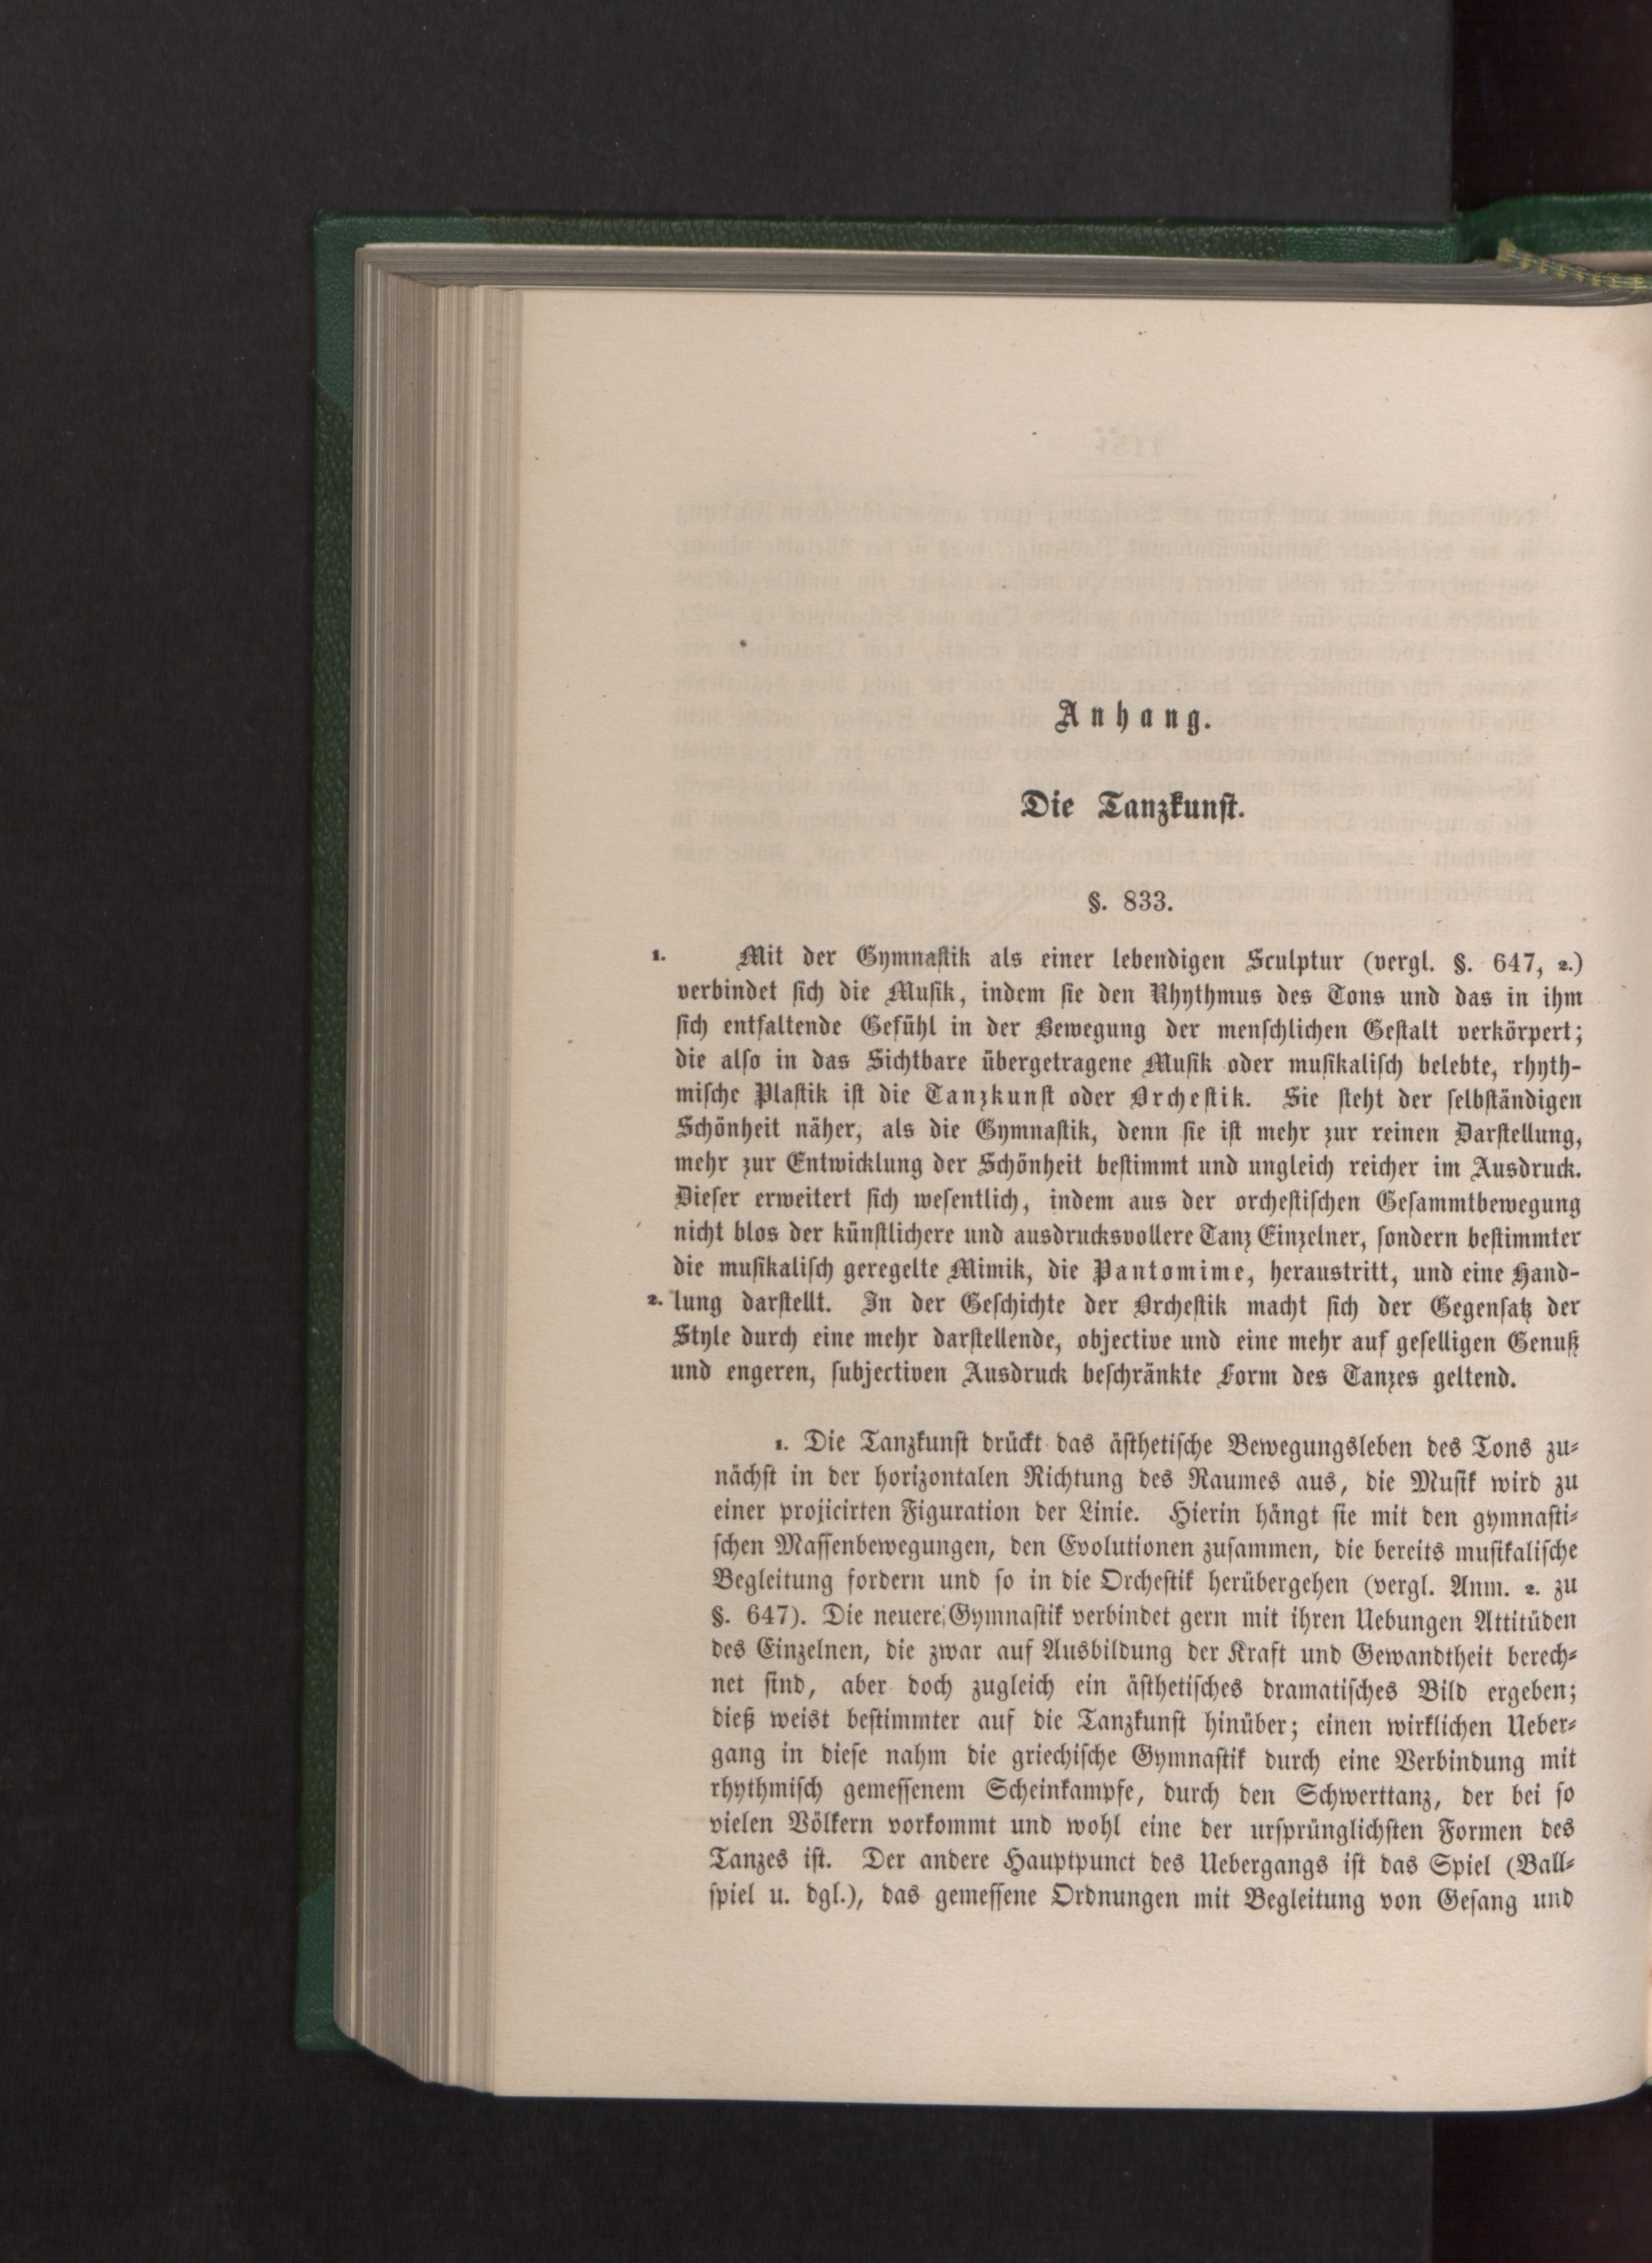 Anhang.
Die Tanzkunst.
§. 833.
1. Mit der Gymnastik als einer lebendigen Sculptur (vergl. §. 647, 2.)
verbindet sich die Musik, indem sie den Rhythmus des Tons und das in ihm
sich entfaltende Gefühl in der Bewegung der menschlichen Gestalt verkörpert;
die also in das Sichtbare übergetragene Musik oder musikalisch belebte, rhyth-
mische Plastik ist die Tanzkunst oder Orchestik. Sie steht der selbständigen
Schönheit näher, als die Gymnastik, denn sie ist mehr zur reinen Darstellung,
mehr zur Entwicklung der Schönheit bestimmt und ungleich reicher im Ausdruck.
Dieser erweitert sich wesentlich, indem aus der orchestischen Gesammtbewegung
nicht blos der künstlichere und ausdrucksvollere Tanz Einzelner, sondern bestimmter
die musikalisch geregelte Mimik, die Pantomime, heraustritt, und eine Hand-
2. lung darstellt. In der Geschichte der Orchestik macht sich der Gegensatz der
Style durch eine mehr darstellende, objective und eine mehr auf geselligen Genuß
und engeren, subjectiven Ausdruck beschränkte Form des Tanzes geltend.
1. Die Tanzkunst drückt das ästhetische Bewegungsleben des Tons zu-
nächst in der horizontalen Richtung des Raumes aus, die Musik wird zu
einer projicirten Figuration der Linie. Hierin hängt sie mit den gymnasti-
schen Massenbewegungen, den Evolutionen zusammen, die bereits musikalische
Begleitung fordern und so in die Orchestik herübergehen (vergl. Anm. 2. zu
§. 647). Die neuere Gymnastik verbindet gern mit ihren Uebungen Attitüden
des Einzelnen, die zwar auf Ausbildung der Kraft und Gewandtheit berech-
net sind, aber doch zugleich ein ästhetisches dramatisches Bild ergeben;
dieß weist bestimmter auf die Tanzkunst hinüber; einen wirklichen Ueber-
gang in diese nahm die griechische Gymnastik durch eine Verbindung mit
rhythmisch gemessenem Scheinkampfe, durch den Schwerttanz, der bei so
vielen Völkern vorkommt und wohl eine der ursprünglichsten Formen des
Tanzes ist. Der andere Hauptpunct des Uebergangs ist das Spiel (Ball-
spiel u. dgl.), das gemessene Ordnungen mit Begleitung von Gesang und